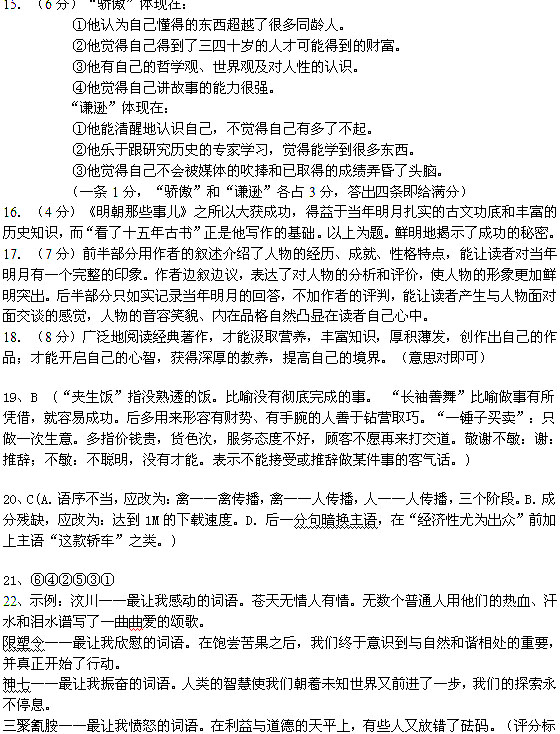 15. （6分）“骄傲”体现在：
①他认为自己懂得的东西超越了很多同龄人。
②他觉得自己得到了三四十岁的人才可能得到的财富。
③他有自己的哲学观、世界观及对人性的认识。
④他觉得自己讲故事的能力很强。
“谦逊”体现在：
①他能清醒地认识自己，不觉得自己有多了不起。
②他乐于跟研究历史的专家学习，觉得能学到很多东西。
③他觉得自己不会被媒体的吹捧和已取得的成绩弄昏了头脑。
（一条1分，“骄傲”和“谦逊”各占3分，答出四条即给满分）
16. （4分）《明朝那些事儿》之所以大获成功，得益于当年明月扎实的古文功底和丰富的
历史知识，而“看了十五年古书”正是他写作的基础。以上为题。鲜明地揭示了成功的秘密。
17. （7分）前半部分用作者的叙述介绍了人物的经历、成就、性格特点，能让读者对当年
明月有一个完整的印象。作者边叙边议，表达了对人物的分析和评价，使人物的形象更加鲜
明突出。后半部分只如实记录当年明月的回答，不加作者的评判，能让读者产生与人物面对
面交谈的感觉，人物的音容笑貌、内在品格自然凸显在读者自己心中。
18. （8分）广泛地阅读经典著作，才能汲取营养，丰富知识，厚积薄发，创作出自己的作
品；才能开启自己的心智，获得深厚的教养，提高自己的境界。（意思对即可）
19、B （“夹生饭”指没熟透的饭。比喻没有彻底完成的事。 “长袖善舞”比喻做事有所
凭借，就容易成功。后多用来形容有财势、有手腕的人善于钻营取巧。“一锤子买卖”：只
做一次生意。多指价钱贵，货色次，服务态度不好，顾客不愿再来打交道。敬谢不敏：谢：
推辞；不敏：不聪明，没有才能。表示不能接受或推辞做某件事的客气话。)
20、C(A．语序不当，应改为：禽一一禽传播，禽一一人传播，人一一人传播，三个阶段。B．成
分残缺，应改为：达到1M的下载速度。D．后一分句暗换主语，在“经济性尤为出众”前加
上主语“这款轿车”之类。)
21、⑥④②⑤③①
22、示例：汶川一一最让我感动的词语。苍天无情人有情。无数个普通人用他们的热血、汗
水和泪水谱写了一曲曲爱的颂歌。
限塑令一一最让我欣慰的词语。在饱尝苦果之后，我们终于意识到与自然和谐相处的重要，
并真正开始了行动。
神七一一最让我振奋的词语。人类的智慧使我们朝着未知世界又前进了一步，我们的探索永
不停息。
三聚氰胺一一最让我愤怒的词语。在利益与道德的天平上，有些人又放错了砝码。（评分标